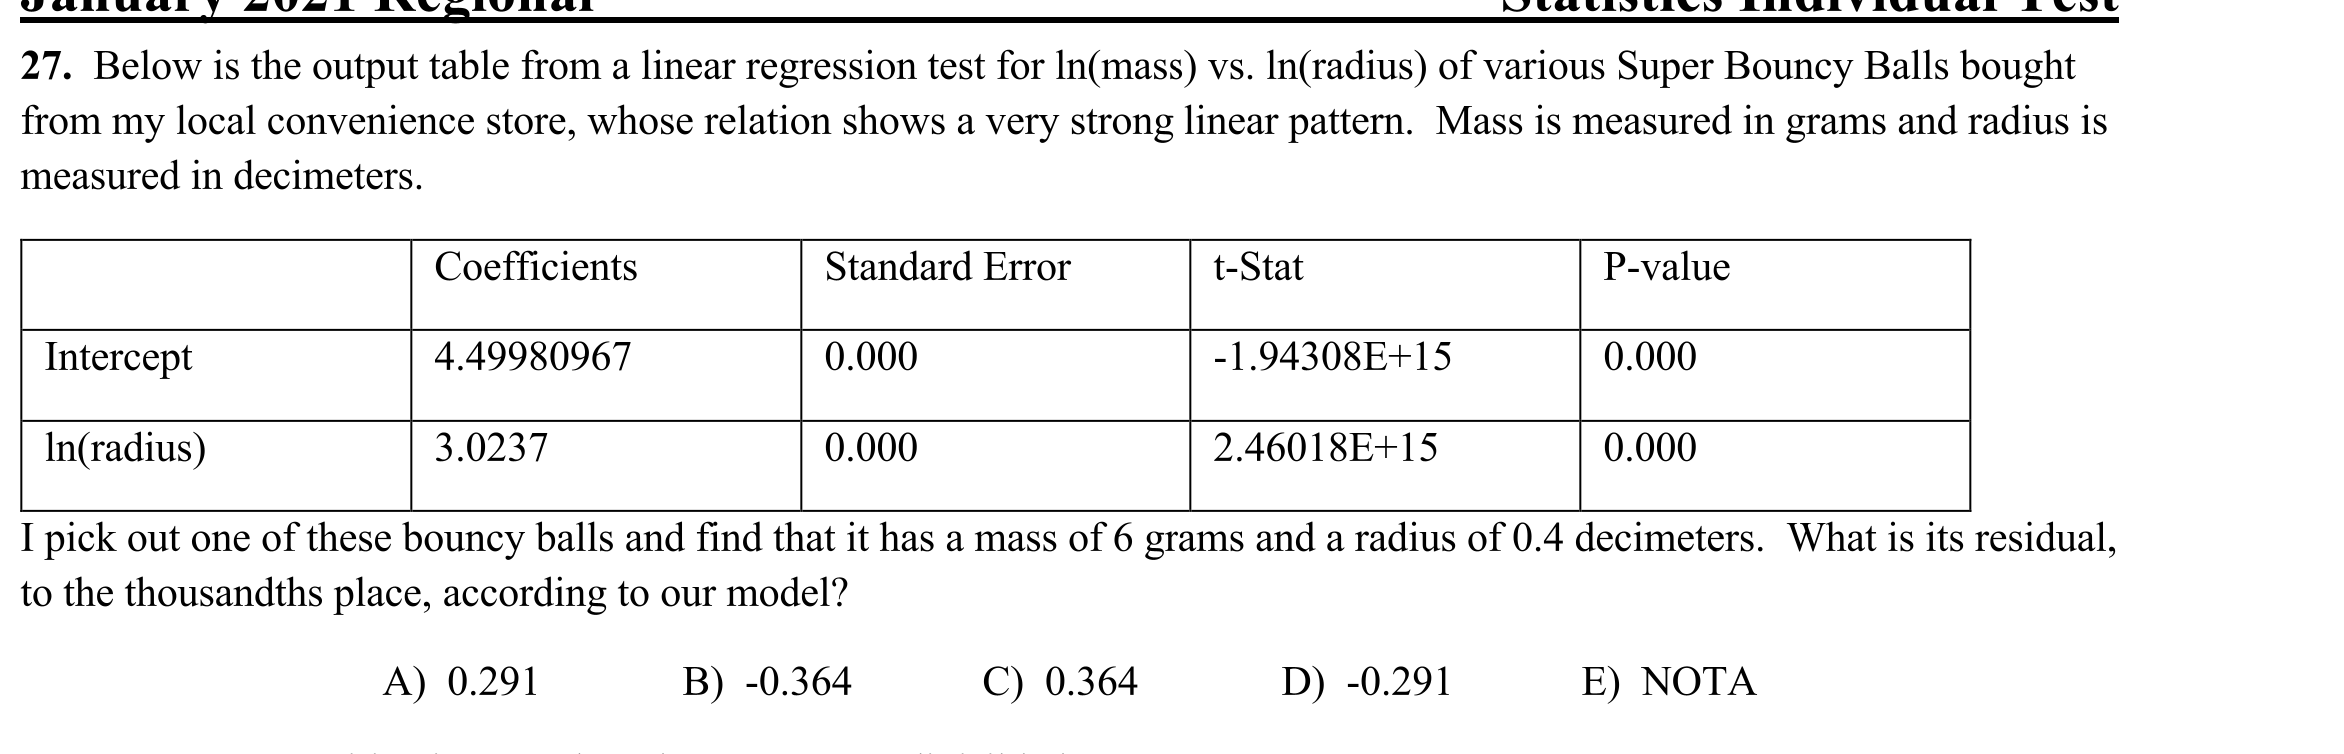 January 2021 Regional Statistics Individual Test
27. Below is the output table from a linear regression test for ln(mass) vs. ln(radius) of various Super Bouncy Balls bought
from my local convenience store, whose relation shows a very strong linear pattern. Mass is measured in grams and radius is
measured in decimeters.
Coefficients Standard Error t-Stat P-value
Intercept 4.49980967 0.000 -1.94308E+15 0.000
ln(radius) 3.0237 0.000 2.46018E+15 0.000
I pick out one of these bouncy balls and find that it has a mass of 6 grams and a radius of 0.4 decimeters. What is its residual,
to the thousandths place, according to our model?
A) 0.291 B) -0.364 C) 0.364 D) -0.291 E) NOTA